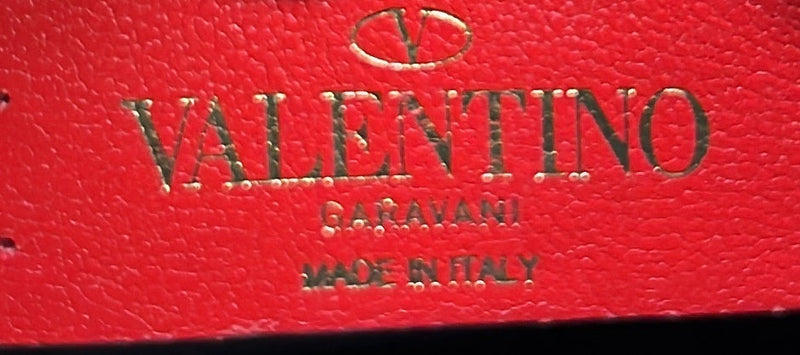 V
VALENTINO
GARAVANI
MADE IN ITALY